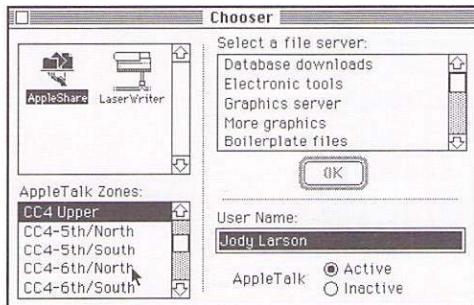 Chooser
AppleShare
LaserWriter
AppleTalk Zones:
CC4 Upper
CC4-5th/North
CC4-5th/South
CC4-6th/North
CC4-6th/South
Select a file server:
Database downloads
Electronic tools
Graphics server
More graphics
Boilerplate files
OK
User Name:
Jody Larson
AppleTalk
Active
Inactive